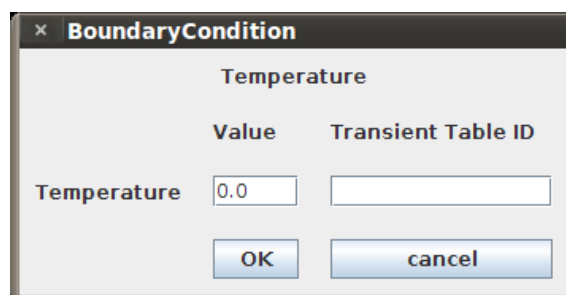 × BoundaryCondition
Temperature
Value Transient Table ID
Temperature 0.0
OK cancel